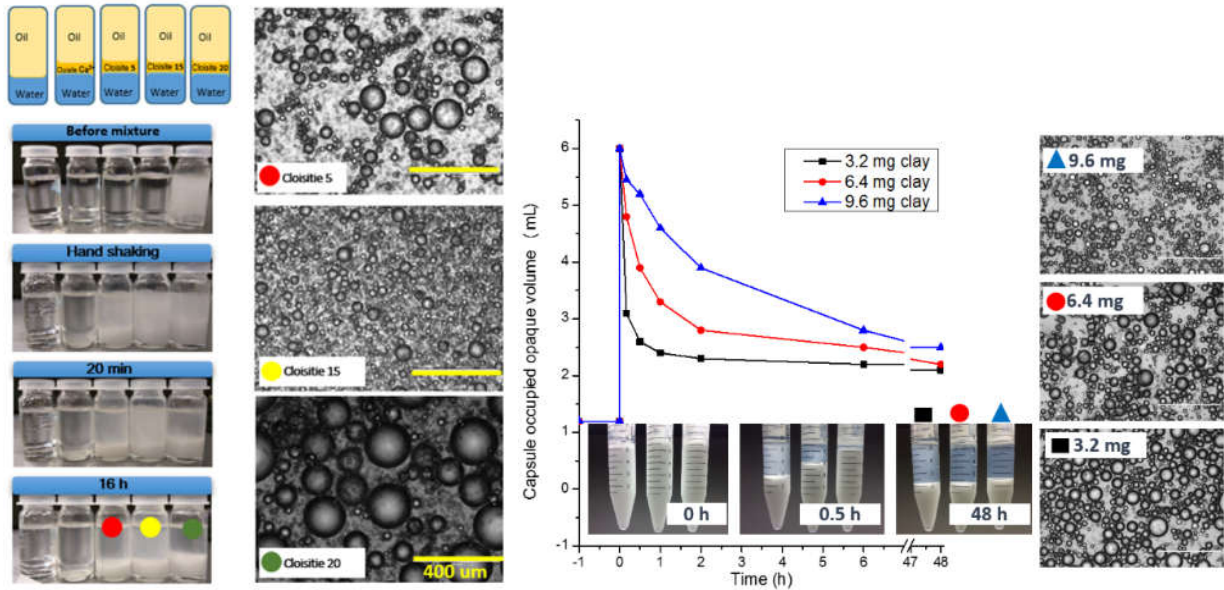 Oil
Oil
Oil
Oil
Oil
Cloisite 5
Cloisite 15
Cloisite 20
Water
Water
Water
Water
Water
Before mixture
Hand shaking
20 min
16 h
Cloisitie 5
Cloisitie 15
Cloisitie 20
400 um
Capsule occupied opaque volume ( mL)
6
5
4
3
2
1
0
-1
3.2 mg clay
6.4 mg clay
9.6 mg clay
0 h
0.5 h
48 h
-1 0 1 2 3 4 5 6 47 48
Time (h)
9.6 mg
6.4 mg
3.2 mg